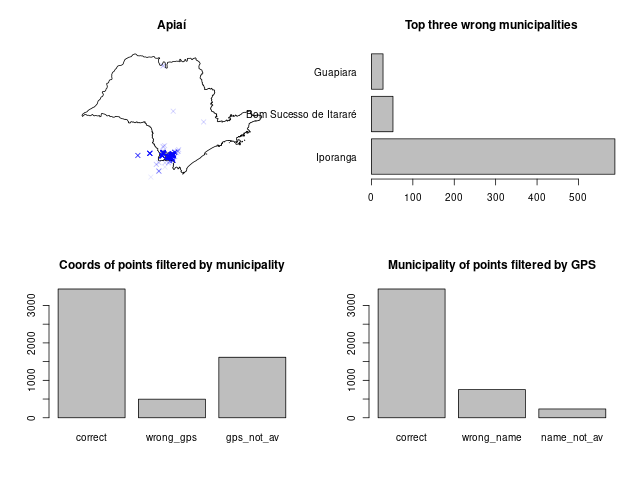 Apiaí
Top three wrong municipalities
Guapiara
Bom Sucesso de Itararé
Iporanga
0 100 200 300 400 500
Coords of points filtered by municipality
3000
2000
1000
0
correct wrong_gps gps_not_av
Municipality of points filtered by GPS
3000
2000
1000
0
correct wrong_name name_not_av